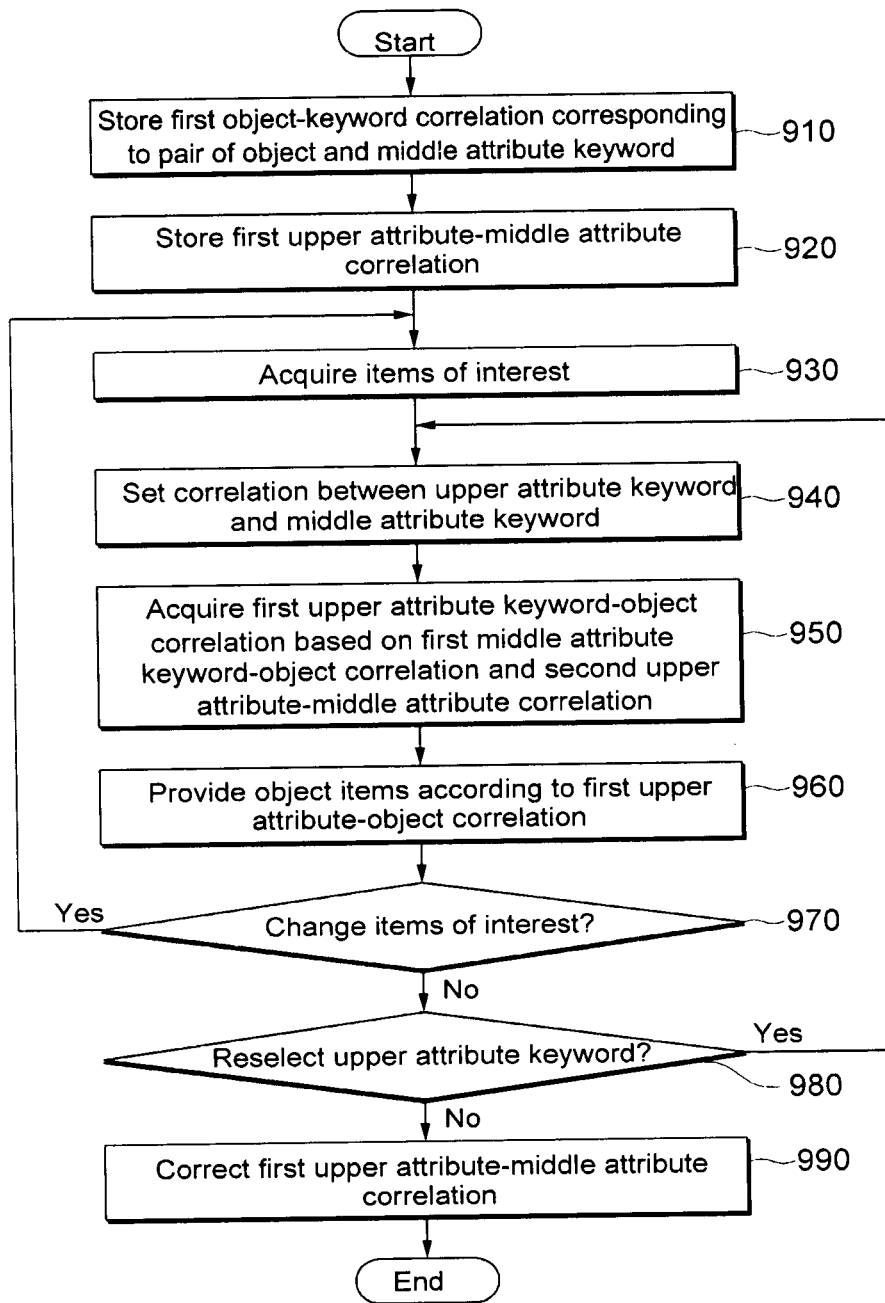 Start
Store first object-keyword correlation corresponding
to pair of object and middle attribute keyword
910
Store first upper attribute-middle attribute
correlation
920
Acquire items of interest
930
Set correlation between upper attribute keyword
and middle attribute keyword
940
Acquire first upper attribute keyword-object
correlation based on first middle attribute
keyword-object correlation and second upper
attribute-middle attribute correlation
950
Provide object items according to first upper
attribute-object correlation
960
Yes
Change items of interest?
970
No
Yes
Reselect upper attribute keyword?
980
No
Correct first upper attribute-middle attribute
correlation
990
End